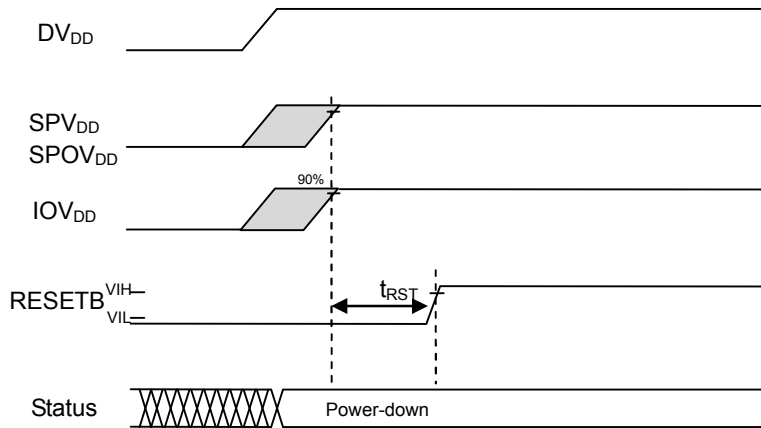 DVDD
SPVDD
SPOVDD
90%
IOVDD
RESETB
VIH
VIL
tRST
Status
Power-down